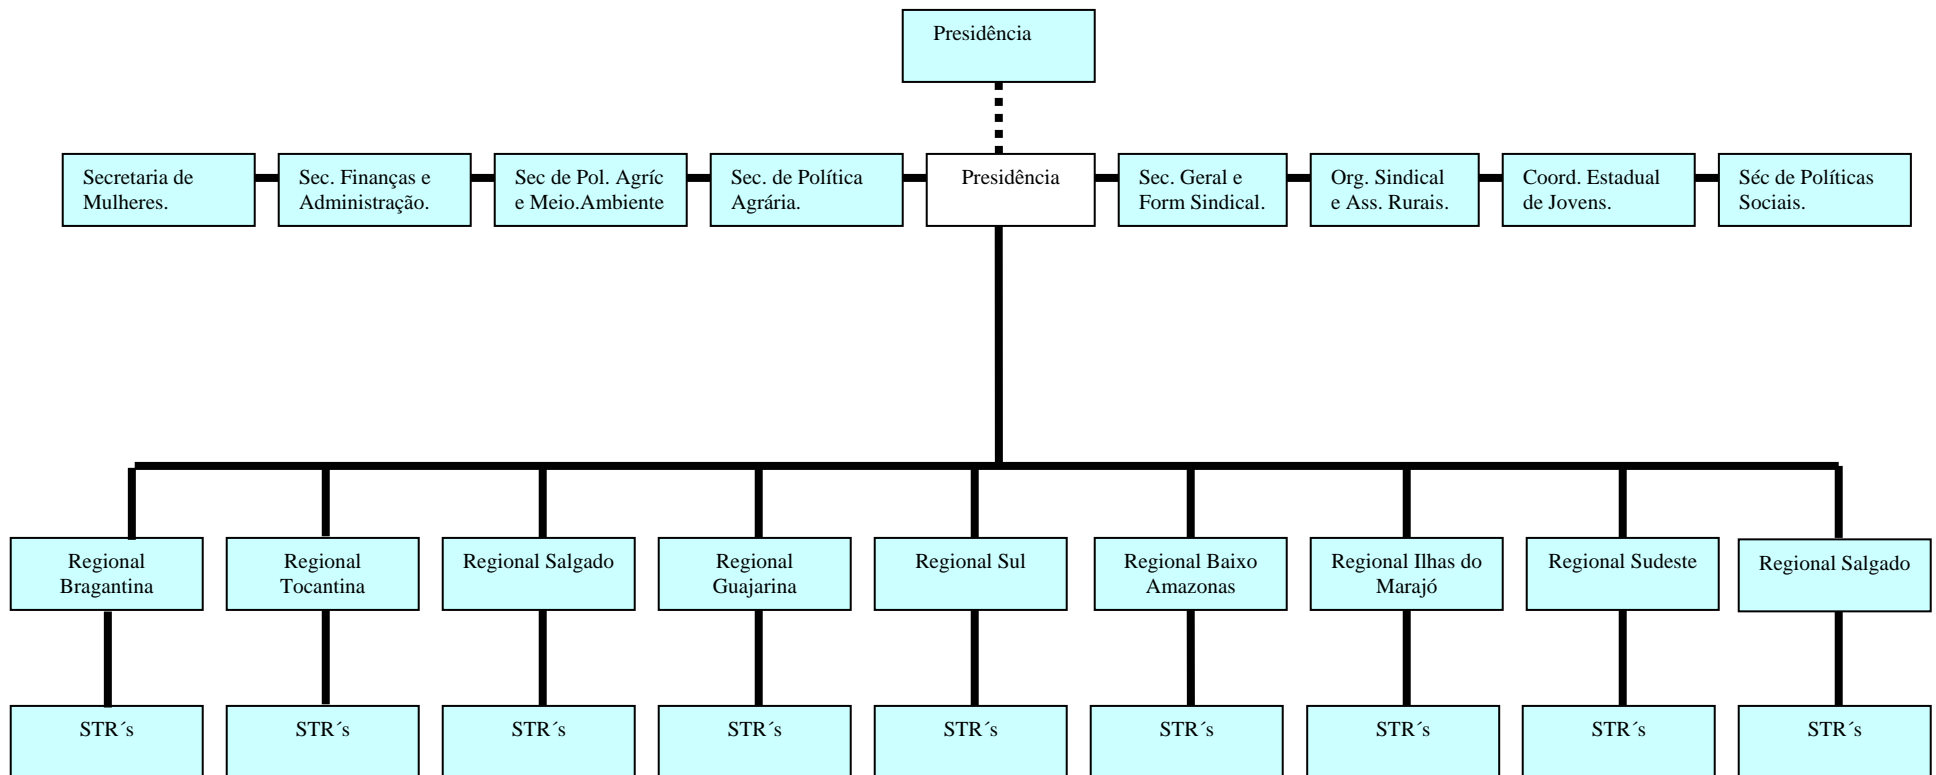 Presidência
Secretaria de
Mulheres.
Sec. Finanças e
Administração.
Sec de Pol. Agríc
e Meio.Ambiente
Sec. de Política
Agrária.
Presidência
Sec. Geral e
Form Sindical.
Org. Sindical
e Ass. Rurais.
Coord. Estadual
de Jovens.
Séc de Políticas
Sociais.
Regional
Bragantina
Regional
Tocantina
Regional Salgado
Regional
Guajarina
Regional Sul
Regional Baixo
Amazonas
Regional Ilhas do
Marajó
Regional Sudeste
Regional Salgado
STR´s
STR´s
STR´s
STR´s
STR´s
STR´s
STR´s
STR´s
STR´s